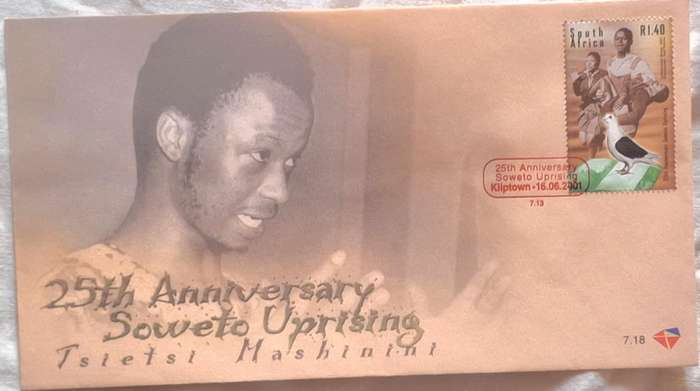 South
Africa
R1.40
25th Anniversary
Soweto Uprising
Kliptown - 16.06.2001
7.13
25th Anniversary
Soweto Uprising
Tsietsi Mashinini
7.18